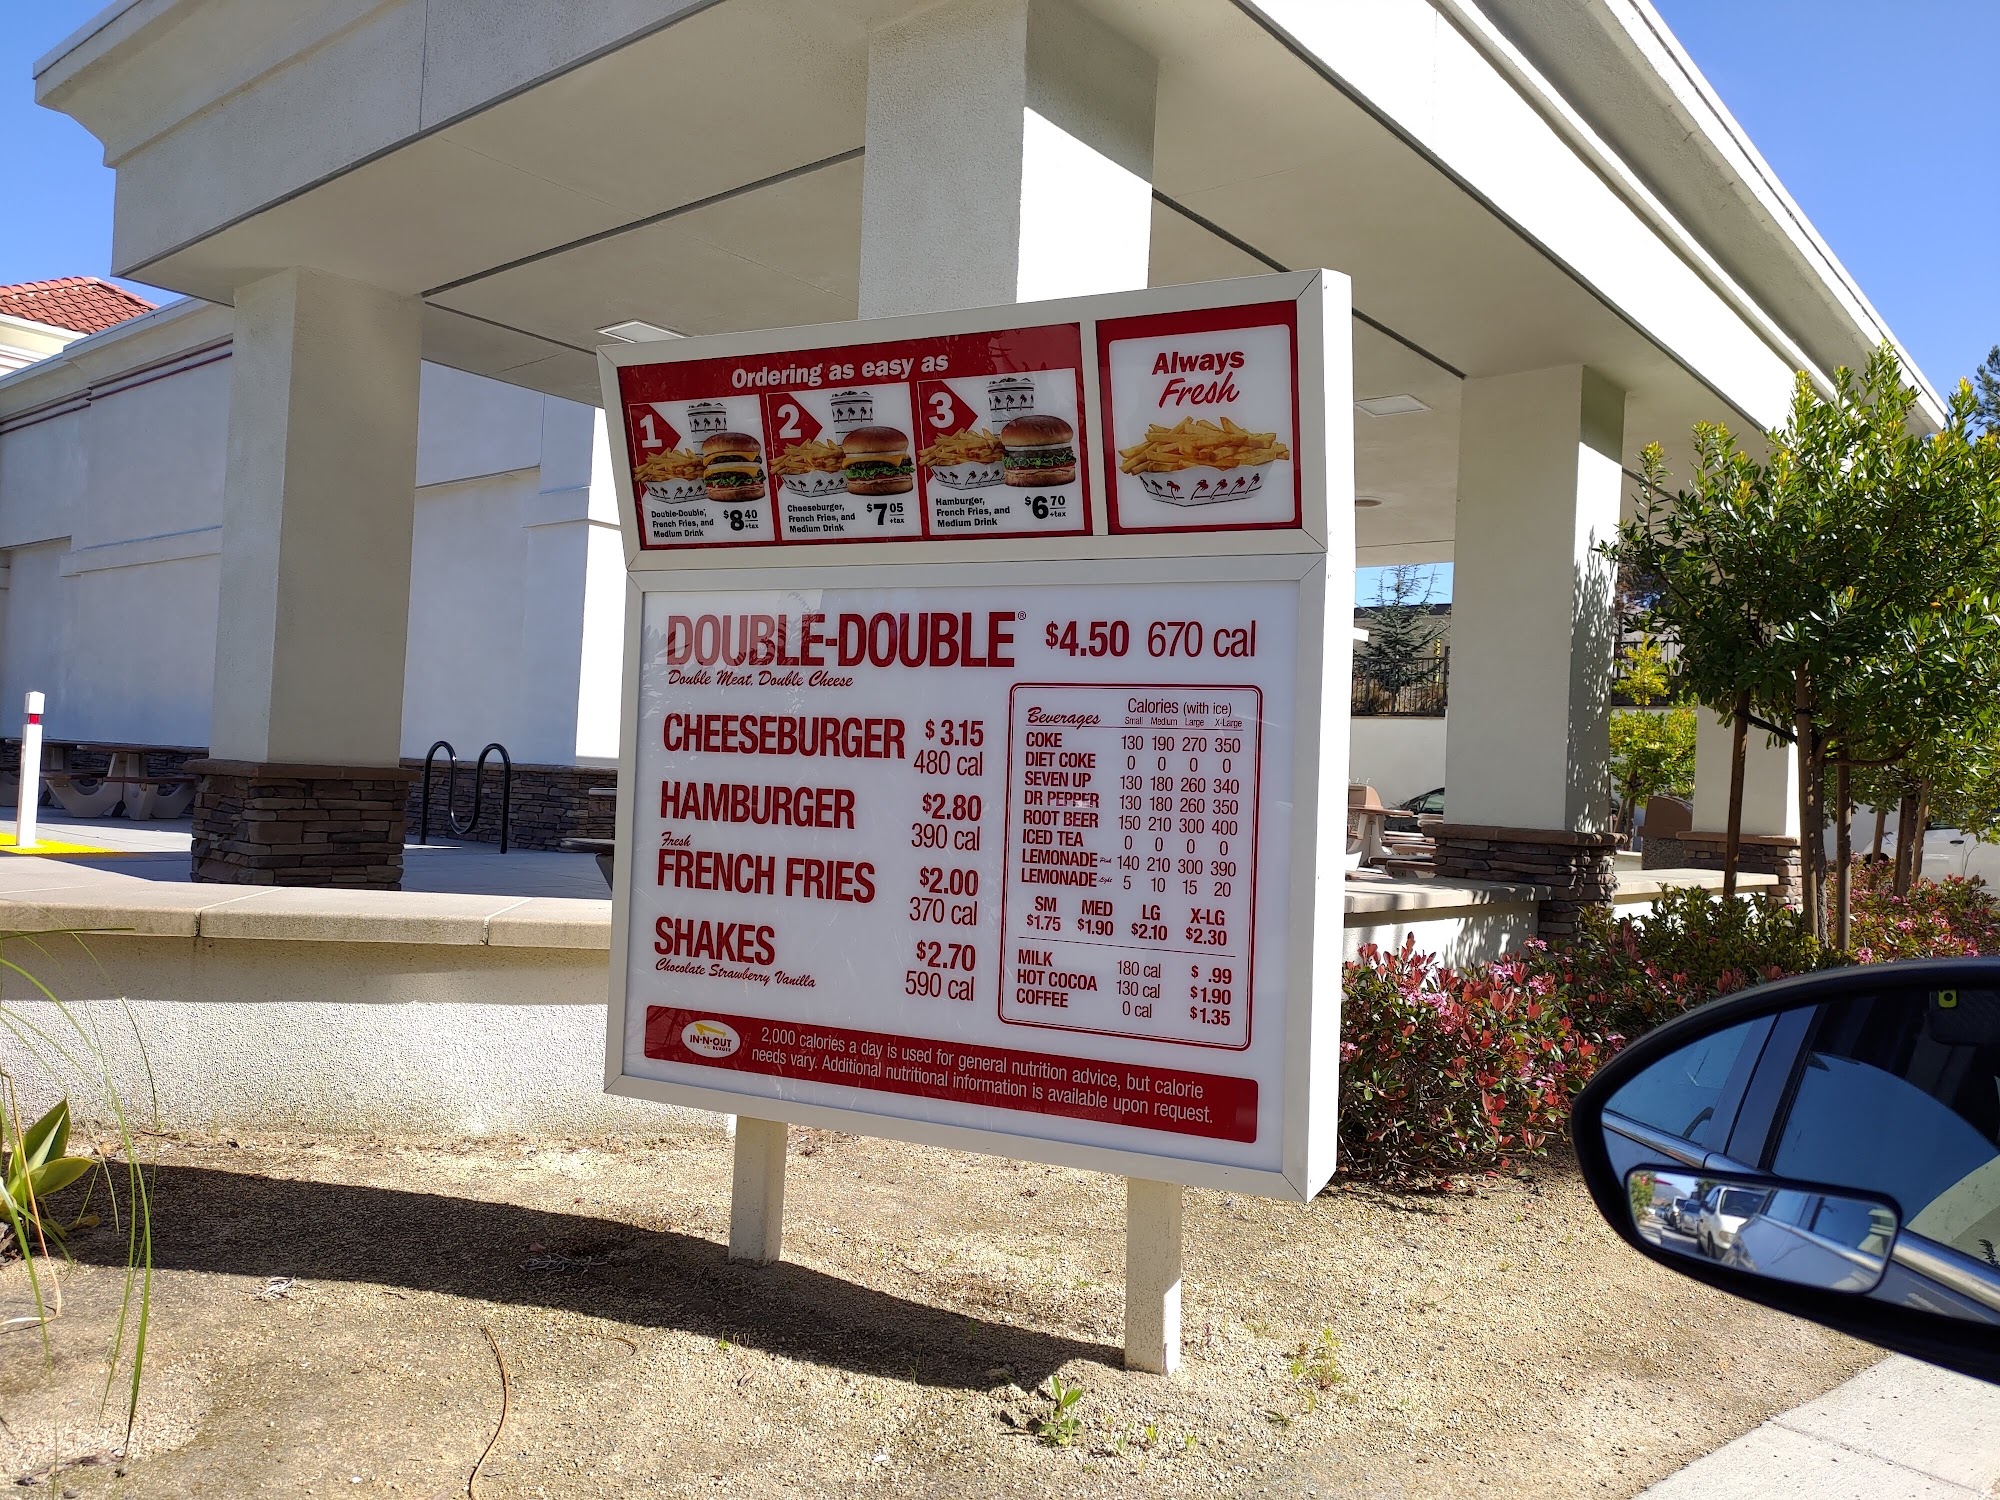 Ordering as easy as
1
Double-Double,
French Fries, and
Medium Drink
$8 40 +tax
2
Cheeseburger,
French Fries, and
Medium Drink
$7 05 +tax
3
Hamburger,
French Fries, and
Medium Drink
$6 70 +tax
Always
Fresh
DOUBLE-DOUBLE® $4.50 670 cal
Double Meat, Double Cheese
CHEESEBURGER $3.15
480 cal
HAMBURGER $2.80
390 cal
Fresh
FRENCH FRIES $2.00
370 cal
SHAKES $2.70
Chocolate Strawberry Vanilla
590 cal
Beverages Calories (with ice)
Small Medium Large X-Large
COKE 130 190 270 350
DIET COKE 0 0 0 0
SEVEN UP 130 180 260 340
DR PEPPER 130 180 260 350
ROOT BEER 150 210 300 400
ICED TEA 0 0 0 0
LEMONADE Pink 140 210 300 390
LEMONADE Light 5 10 15 20
SM MED LG X-LG
$1.75 $1.90 $2.10 $2.30
MILK 180 cal $ .99
HOT COCOA 130 cal $1.90
COFFEE 0 cal $1.35
IN-N-OUT
BURGER
2,000 calories a day is used for general nutrition advice, but calorie
needs vary. Additional nutritional information is available upon request.